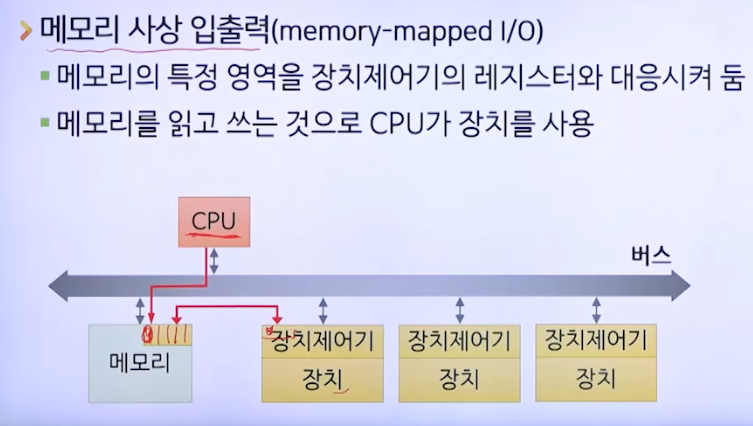 메모리 사상 입출력(memory-mapped I/O)
메모리의 특정 영역을 장치제어기의 레지스터와 대응시켜 둠
메모리를 읽고 쓰는 것으로 CPU가 장치를 사용
CPU
버스
메모리
장치제어기
장치
장치제어기
장치
장치제어기
장치